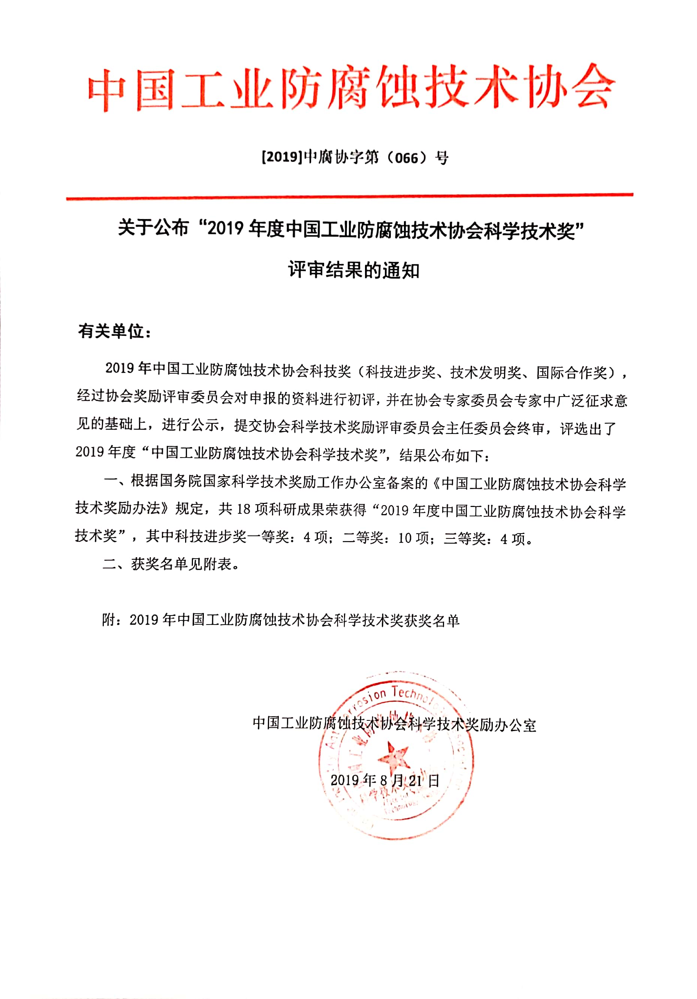 中国工业防腐蚀技术协会
[2019]中腐协字第（066）号
关于公布“2019 年度中国工业防腐蚀技术协会科学技术奖”
评审结果的通知
有关单位：
2019 年中国工业防腐蚀技术协会科技奖（科技进步奖、技术发明奖、国际合作奖），
经过协会奖励评审委员会对申报的资料进行初评，并在协会专家委员会专家中广泛征求意
见的基础上，进行公示，提交协会科学技术奖励评审委员会主任委员会终审，评选出了
2019 年度“中国工业防腐蚀技术协会科学技术奖”，结果公布如下：
一、根据国务院国家科学技术奖励工作办公室备案的《中国工业防腐蚀技术协会科学
技术奖励办法》规定，共 18 项科研成果荣获得“2019 年度中国工业防腐蚀技术协会科学
技术奖”，其中科技进步奖一等奖：4 项；二等奖：10 项；三等奖：4 项。
二、获奖名单见附表。
附：2019 年中国工业防腐蚀技术协会科学技术奖获奖名单
中国工业防腐蚀技术协会科学技术奖励办公室
2019 年 8 月 21 日